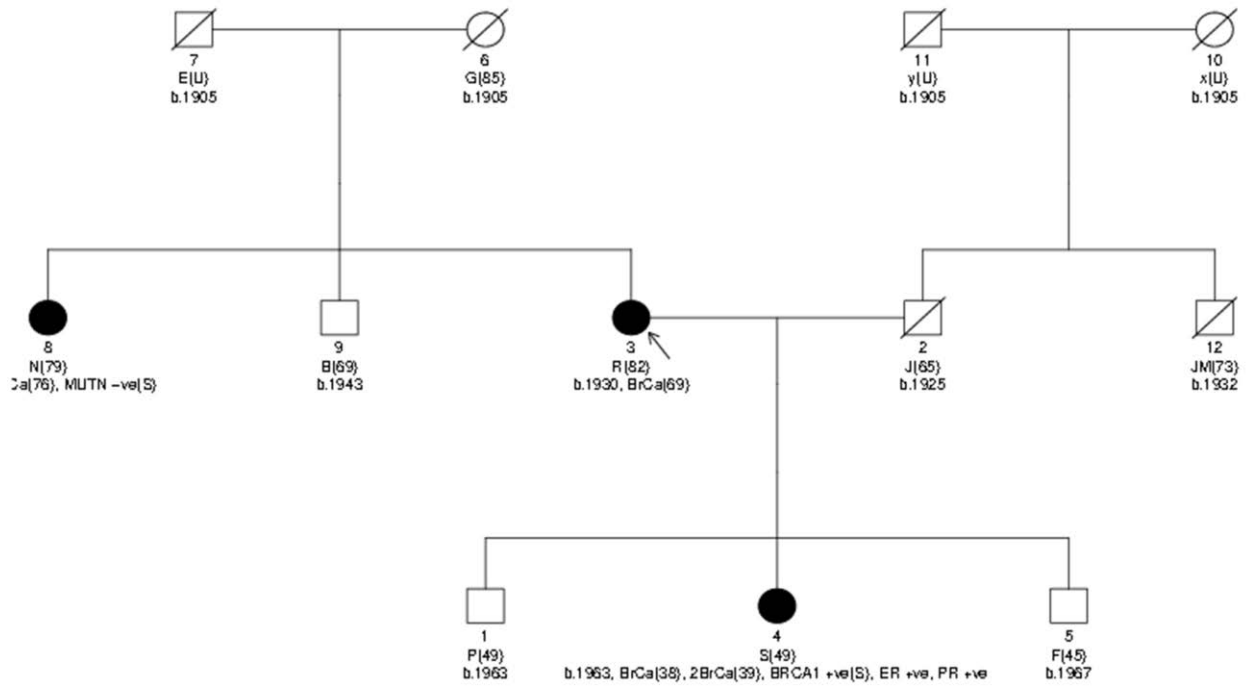 7
E(U)
b.1905
6
G(85)
b.1905
11
y(U)
b.1905
10
x(U)
b.1905
8
N(79)
Ca(76), MUTN -ve(S)
9
B(69)
b.1943
3
R(82)
b.1930, BrCa(69)
2
J(65)
b.1925
12
JM(73)
b.1932
1
P(49)
b.1963
4
S(49)
b.1963, BrCa(38), 2BrCa(39), BRCA1 +ve(S), ER +ve, PR +ve
5
F(45)
b.1967